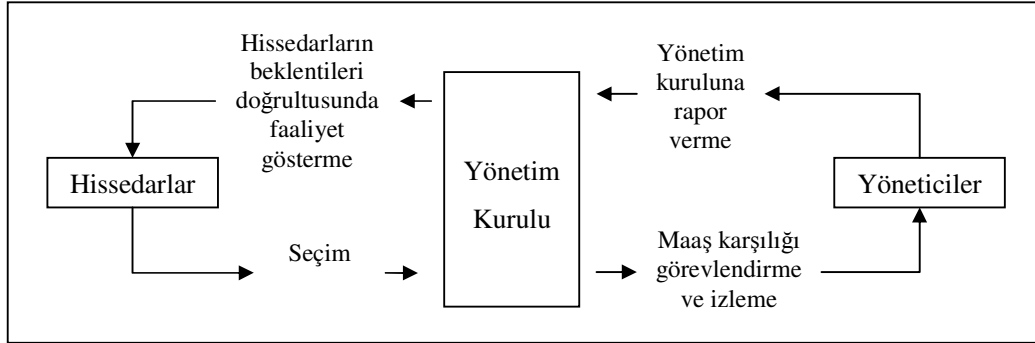 Hissedarların
beklentileri
doğrultusunda
faaliyet
gösterme
Yönetim
kuruluna
rapor
verme
Hissedarlar
Yönetim
Kurulu
Yöneticiler
Seçim
Maaş karşılığı
görevlendirme
ve izleme